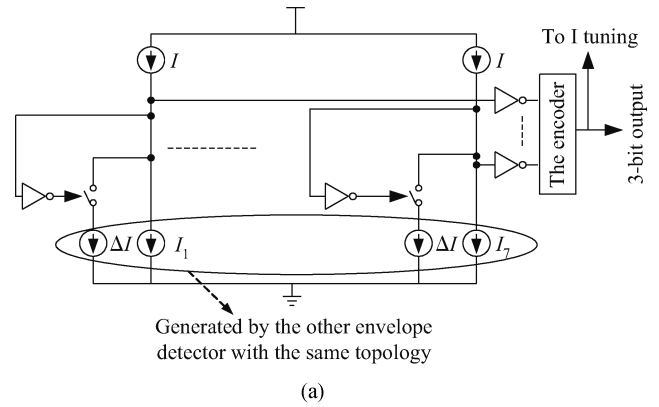 To I tuning
I
I
The encoder
3-bit output
ΔI
I1
ΔI
I7
Generated by the other envelope
detector with the same topology
(a)